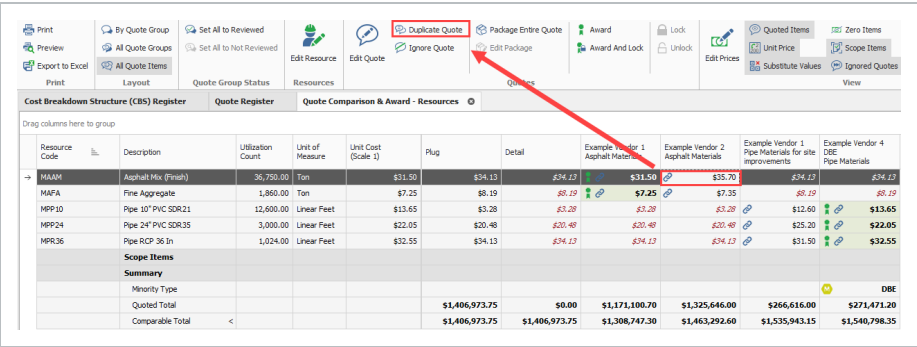 Print By Quote Group Set All to Reviewed Duplicate Quote Package Entire Quote Award Lock Quoted Items Zero Items
Preview All Quote Groups Set All to Not Reviewed Ignore Quote Edit Package Award And Lock Unlock Unit Price Scope Items
Export to Excel All Quote Items Edit Resource Edit Quote Edit Prices Substitute Values Ignored Quotes
Print Layout Quote Group Status Resources Quotes View
Cost Breakdown Structure (CBS) Register Quote Register Quote Comparison & Award - Resources
Drag columns here to group
Resource Code Description Utilization Count Unit of Measure Unit Cost (Scale 1) Plug Detail Example Vendor 1 Asphalt Materials Example Vendor 2 Asphalt Materials Example Vendor 1 Pipe Materials for site improvements Example Vendor 4 DBE Pipe Materials
MAAM Asphalt Mix (Finish) 36,750.00 Ton $31.50 $34.13 $34.13 $31.50 $35.70 $34.13 $34.13
MAFA Fine Aggregate 1,860.00 Ton $7.25 $8.19 $8.19 $7.25 $7.35 $8.19 $8.19
MPP10 Pipe 10" PVC SDR21 12,600.00 Linear Feet $13.65 $3.28 $3.28 $3.28 $3.28 $12.60 $13.65
MPP24 Pipe 24" PVC SDR35 3,000.00 Linear Feet $22.05 $20.48 $20.48 $20.48 $20.48 $25.20 $22.05
MPR36 Pipe RCP 36 In 1,024.00 Linear Feet $32.55 $34.13 $34.13 $34.13 $34.13 $31.50 $32.55
Scope Items
Summary
Minority Type M DBE
Quoted Total $1,406,973.75 $0.00 $1,171,100.70 $1,325,646.00 $266,616.00 $271,471.20
Comparable Total < $1,406,973.75 $1,406,973.75 $1,308,747.30 $1,463,292.60 $1,535,943.15 $1,540,798.35